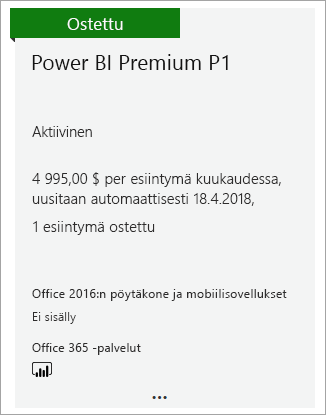 Ostettu
Power BI Premium P1
Aktiivinen
4 995,00 $ per esiintymä kuukaudessa,
uusitaan automaattisesti 18.4.2018,
1 esiintymä ostettu
Office 2016:n pöytäkone ja mobiilisovellukset
Ei sisälly
Office 365 -palvelut